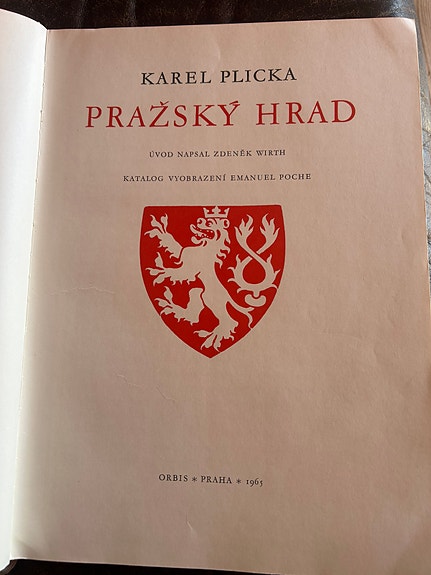 KAREL PLICKA
PRAŽSKÝ HRAD
ÚVOD NAPSAL ZDENĚK WIRTH
KATALOG VYOBRAZENÍ EMANUEL POCHE
ORBIS * PRAHA * 1965